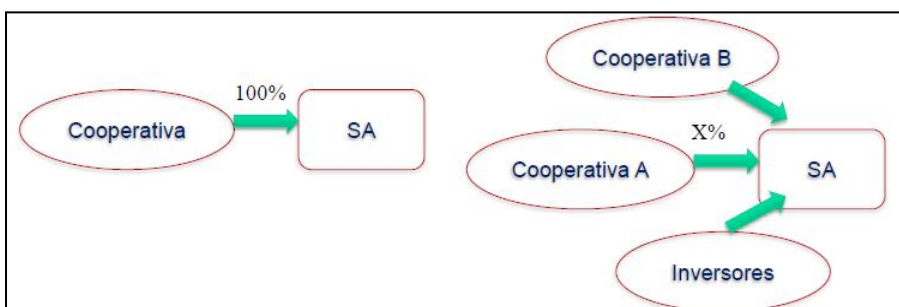 100%
Cooperativa
SA
Cooperativa B
X%
Cooperativa A
SA
Inversores